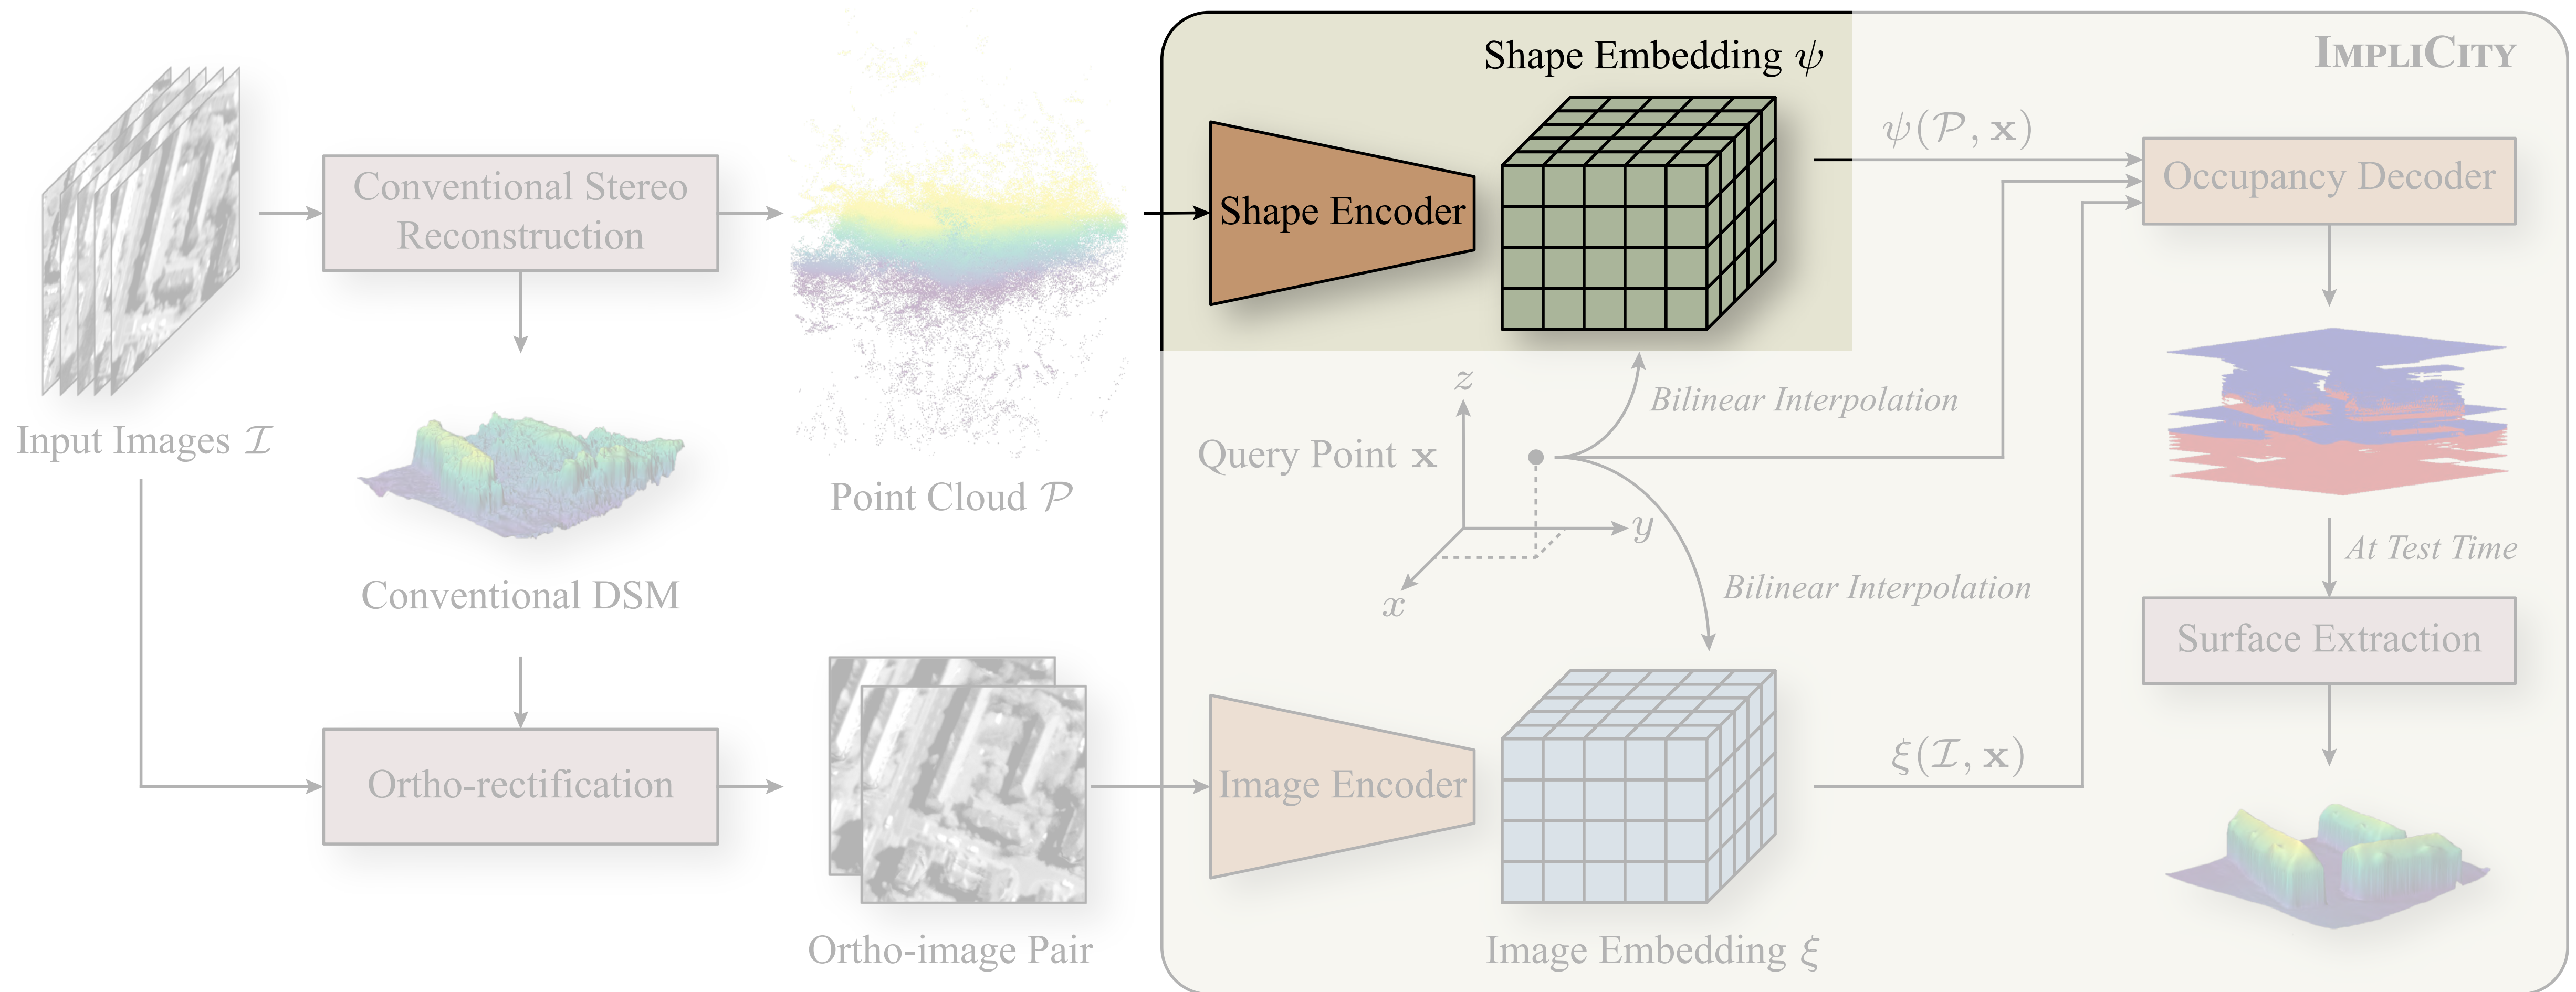 Shape Embedding ψ
IMPLICITY
ψ(𝒫, x)
Conventional Stereo
Reconstruction
Shape Encoder
Occupancy Decoder
z
Bilinear Interpolation
Input Images ℐ
Query Point x
Point Cloud 𝒫
y
At Test Time
x
Conventional DSM
Bilinear Interpolation
Surface Extraction
ξ(ℐ, x)
Ortho-rectification
Image Encoder
Ortho-image Pair
Image Embedding ξ